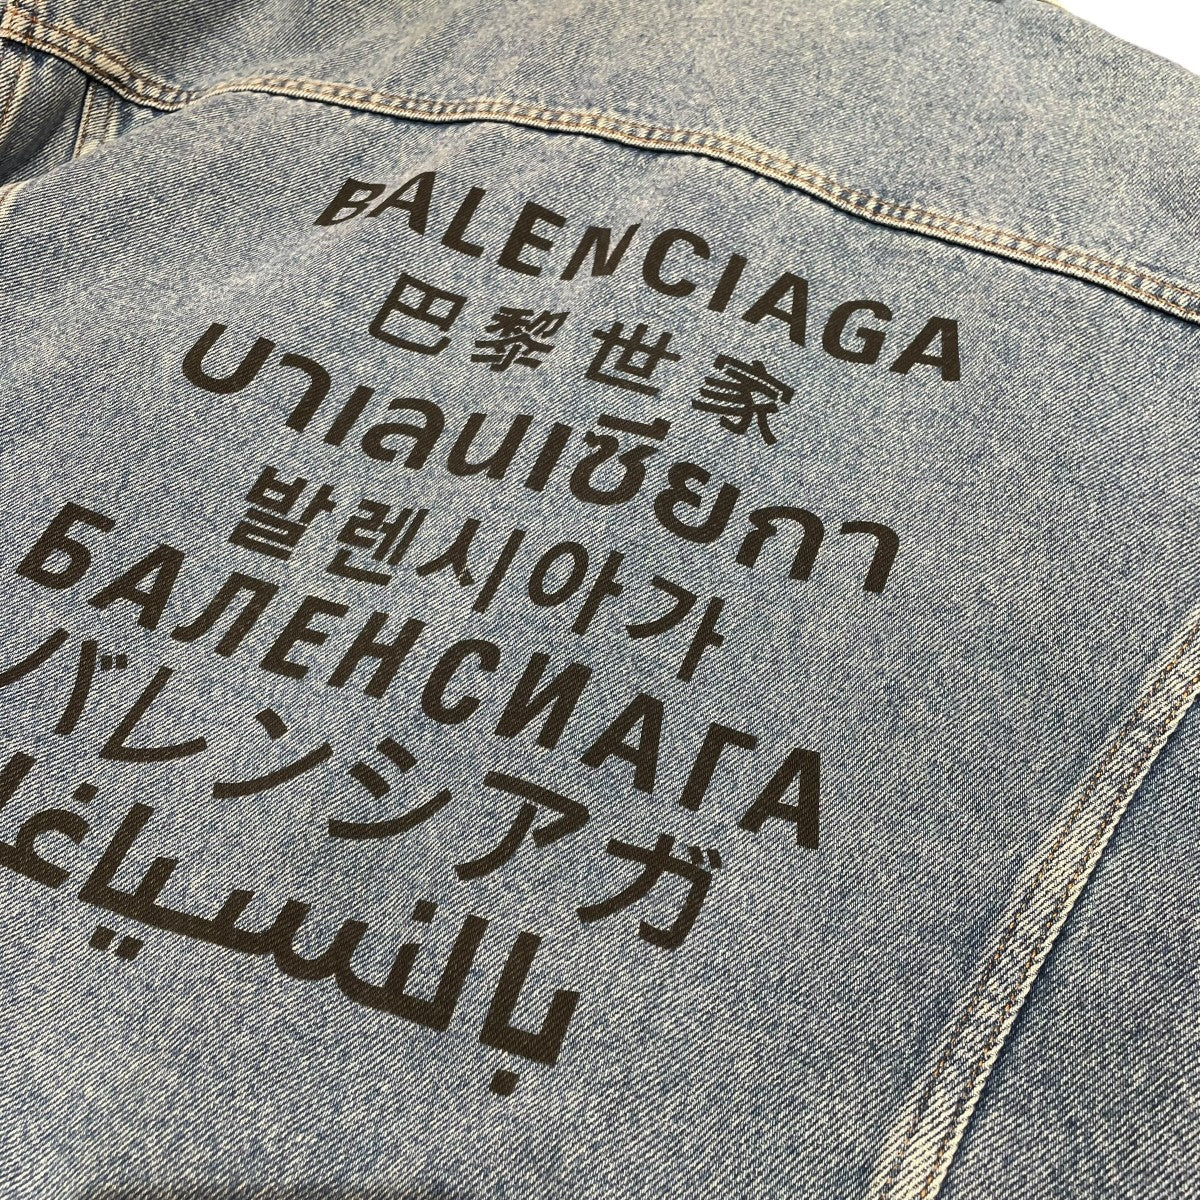 BALENCIAGA
巴黎世家
บาเลนเซียกา
발렌시아가
БАЛЕНСИАГА
バレンシアガ
بالنسياغا